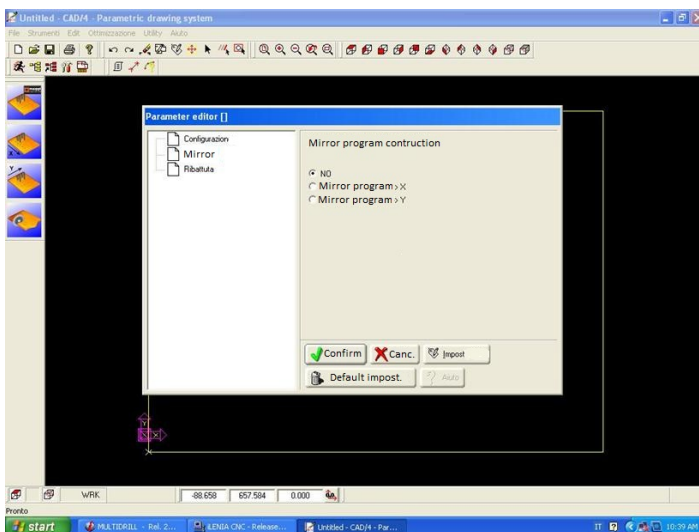 Untitled - CAD/4 - Parametric drawing system
File Strumenti Edit Ottimizzazione Utility Aiuto
Parameter editor []
Configurazion
Mirror
Ribattuta
Mirror program contruction
NO
Mirror program > X
Mirror program > Y
Confirm
Canc.
Impost
Default impost.
Aiuto
WRK
-88.658 657.584 0.000
Pronto
start
MULTIDRILL - Rel. 2...
ILENIA CNC - Release...
Untitled - CAD/4 - Par...
IT
10:39 AM